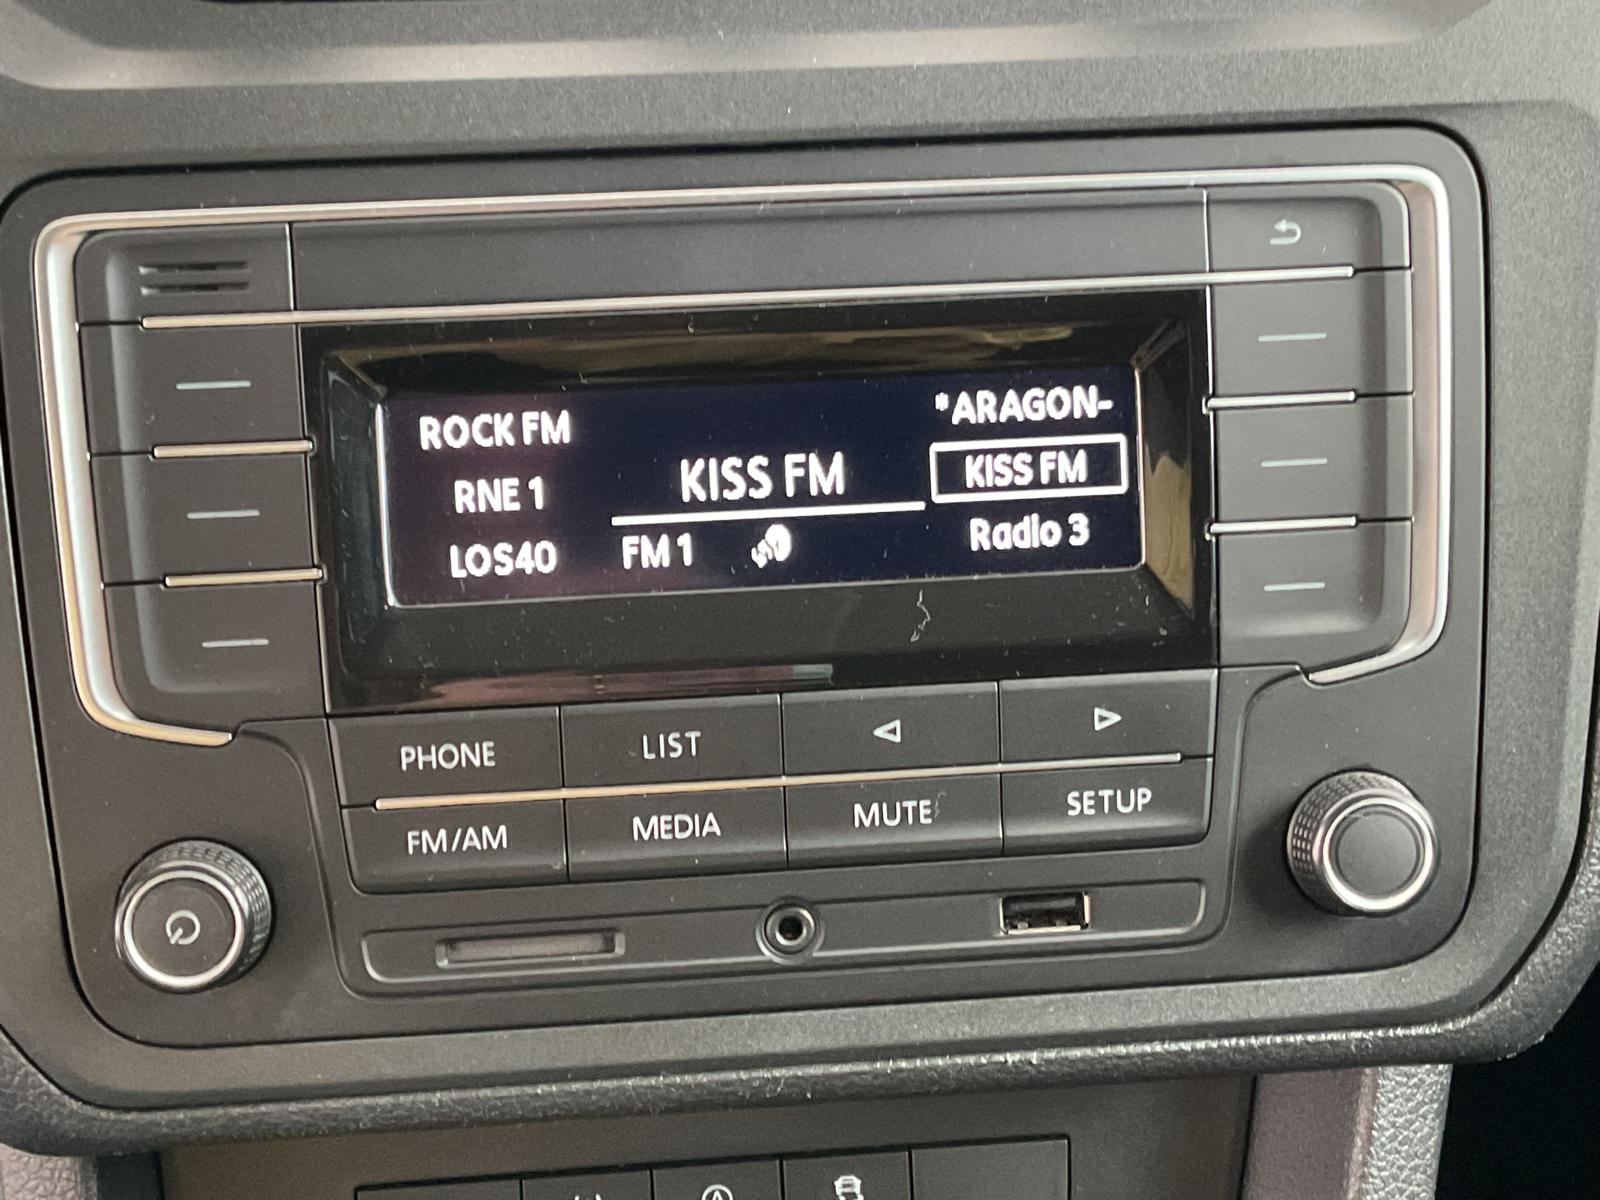 ROCK FM
RNE 1
LOS40
KISS FM
FM 1
*ARAGON-
KISS FM
Radio 3
PHONE
LIST
FM/AM
MEDIA
MUTE
SETUP